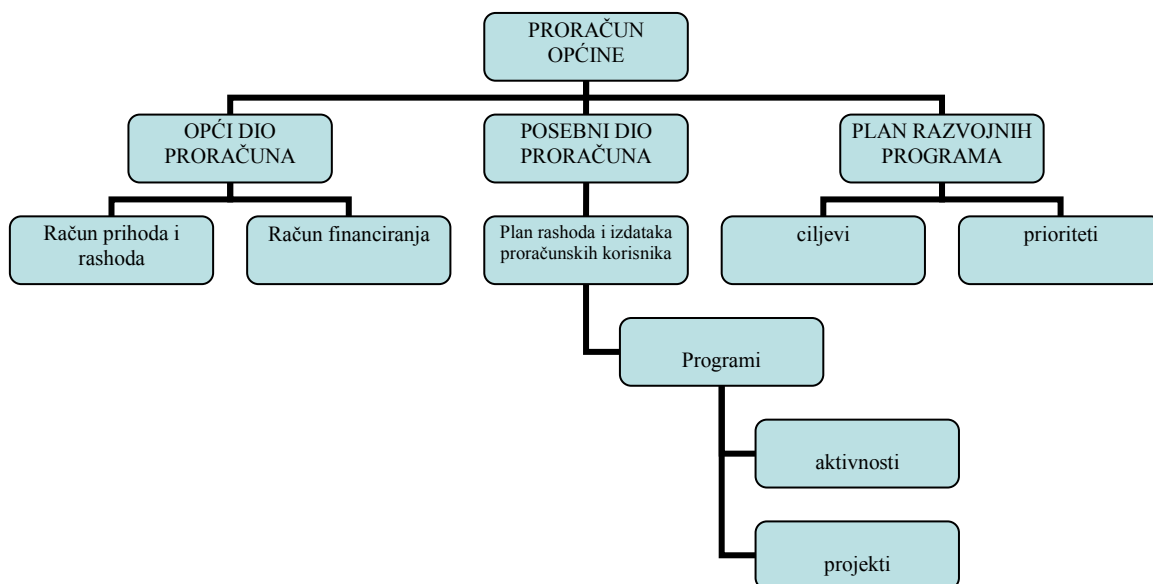 PRORAČUN
OPĆINE
OPĆI DIO
PRORAČUNA
POSEBNI DIO
PRORAČUNA
PLAN RAZVOJNIH
PROGRAMA
Račun prihoda i
rashoda
Račun financiranja
Plan rashoda i izdataka
proračunskih korisnika
ciljevi
prioriteti
Programi
aktivnosti
projekti